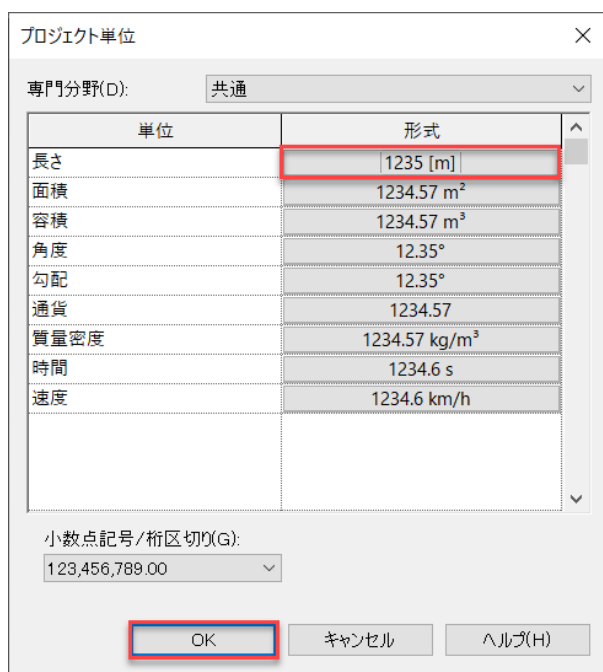 プロジェクト単位
専門分野(D): 共通
単位 形式
長さ 1235 [m]
面積 1234.57 m²
容積 1234.57 m³
角度 12.35°
勾配 12.35°
通貨 1234.57
質量密度 1234.57 kg/m³
時間 1234.6 s
速度 1234.6 km/h
小数点記号/桁区切り(G):
123,456,789.00
OK キャンセル ヘルプ(H)